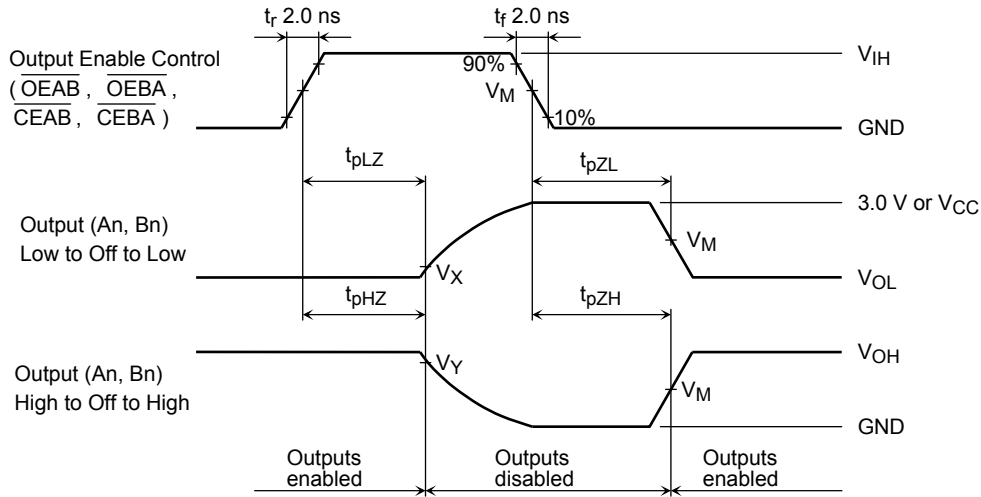 tr 2.0 ns
tf 2.0 ns
Output Enable Control
( OEAB , OEBA ,
CEAB , CEBA )
90%
VM
10%
VIH
GND
tpLZ
tpZL
Output (An, Bn)
Low to Off to Low
3.0 V or VCC
VM
VX
VOL
tpHZ
tpZH
Output (An, Bn)
High to Off to High
VOH
VY
VM
GND
Outputs
enabled
Outputs
disabled
Outputs
enabled